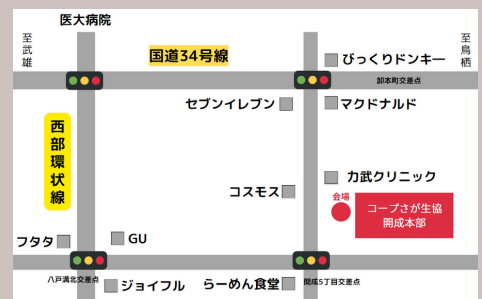 医大病院
至武雄
国道34号線
至鳥栖
びっくりドンキー
卸本町交差点
セブンイレブン
マクドナルド
西部環状線
力武クリニック
コスモス
会場
コープさが生協
開成本部
フタタ
GU
八戸溝北交差点
ジョイフル
らーめん食堂
開成5丁目交差点